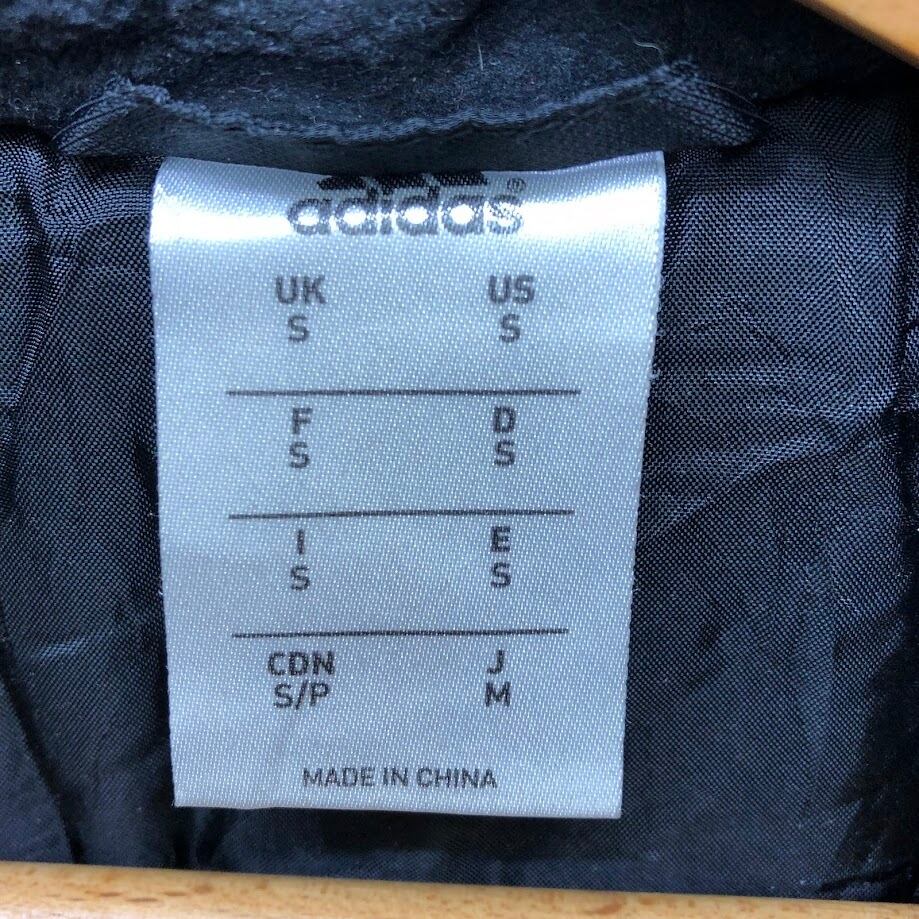 adidas®
UK US
S S
F D
S S
I E
S S
CDN J
S/P M
MADE IN CHINA